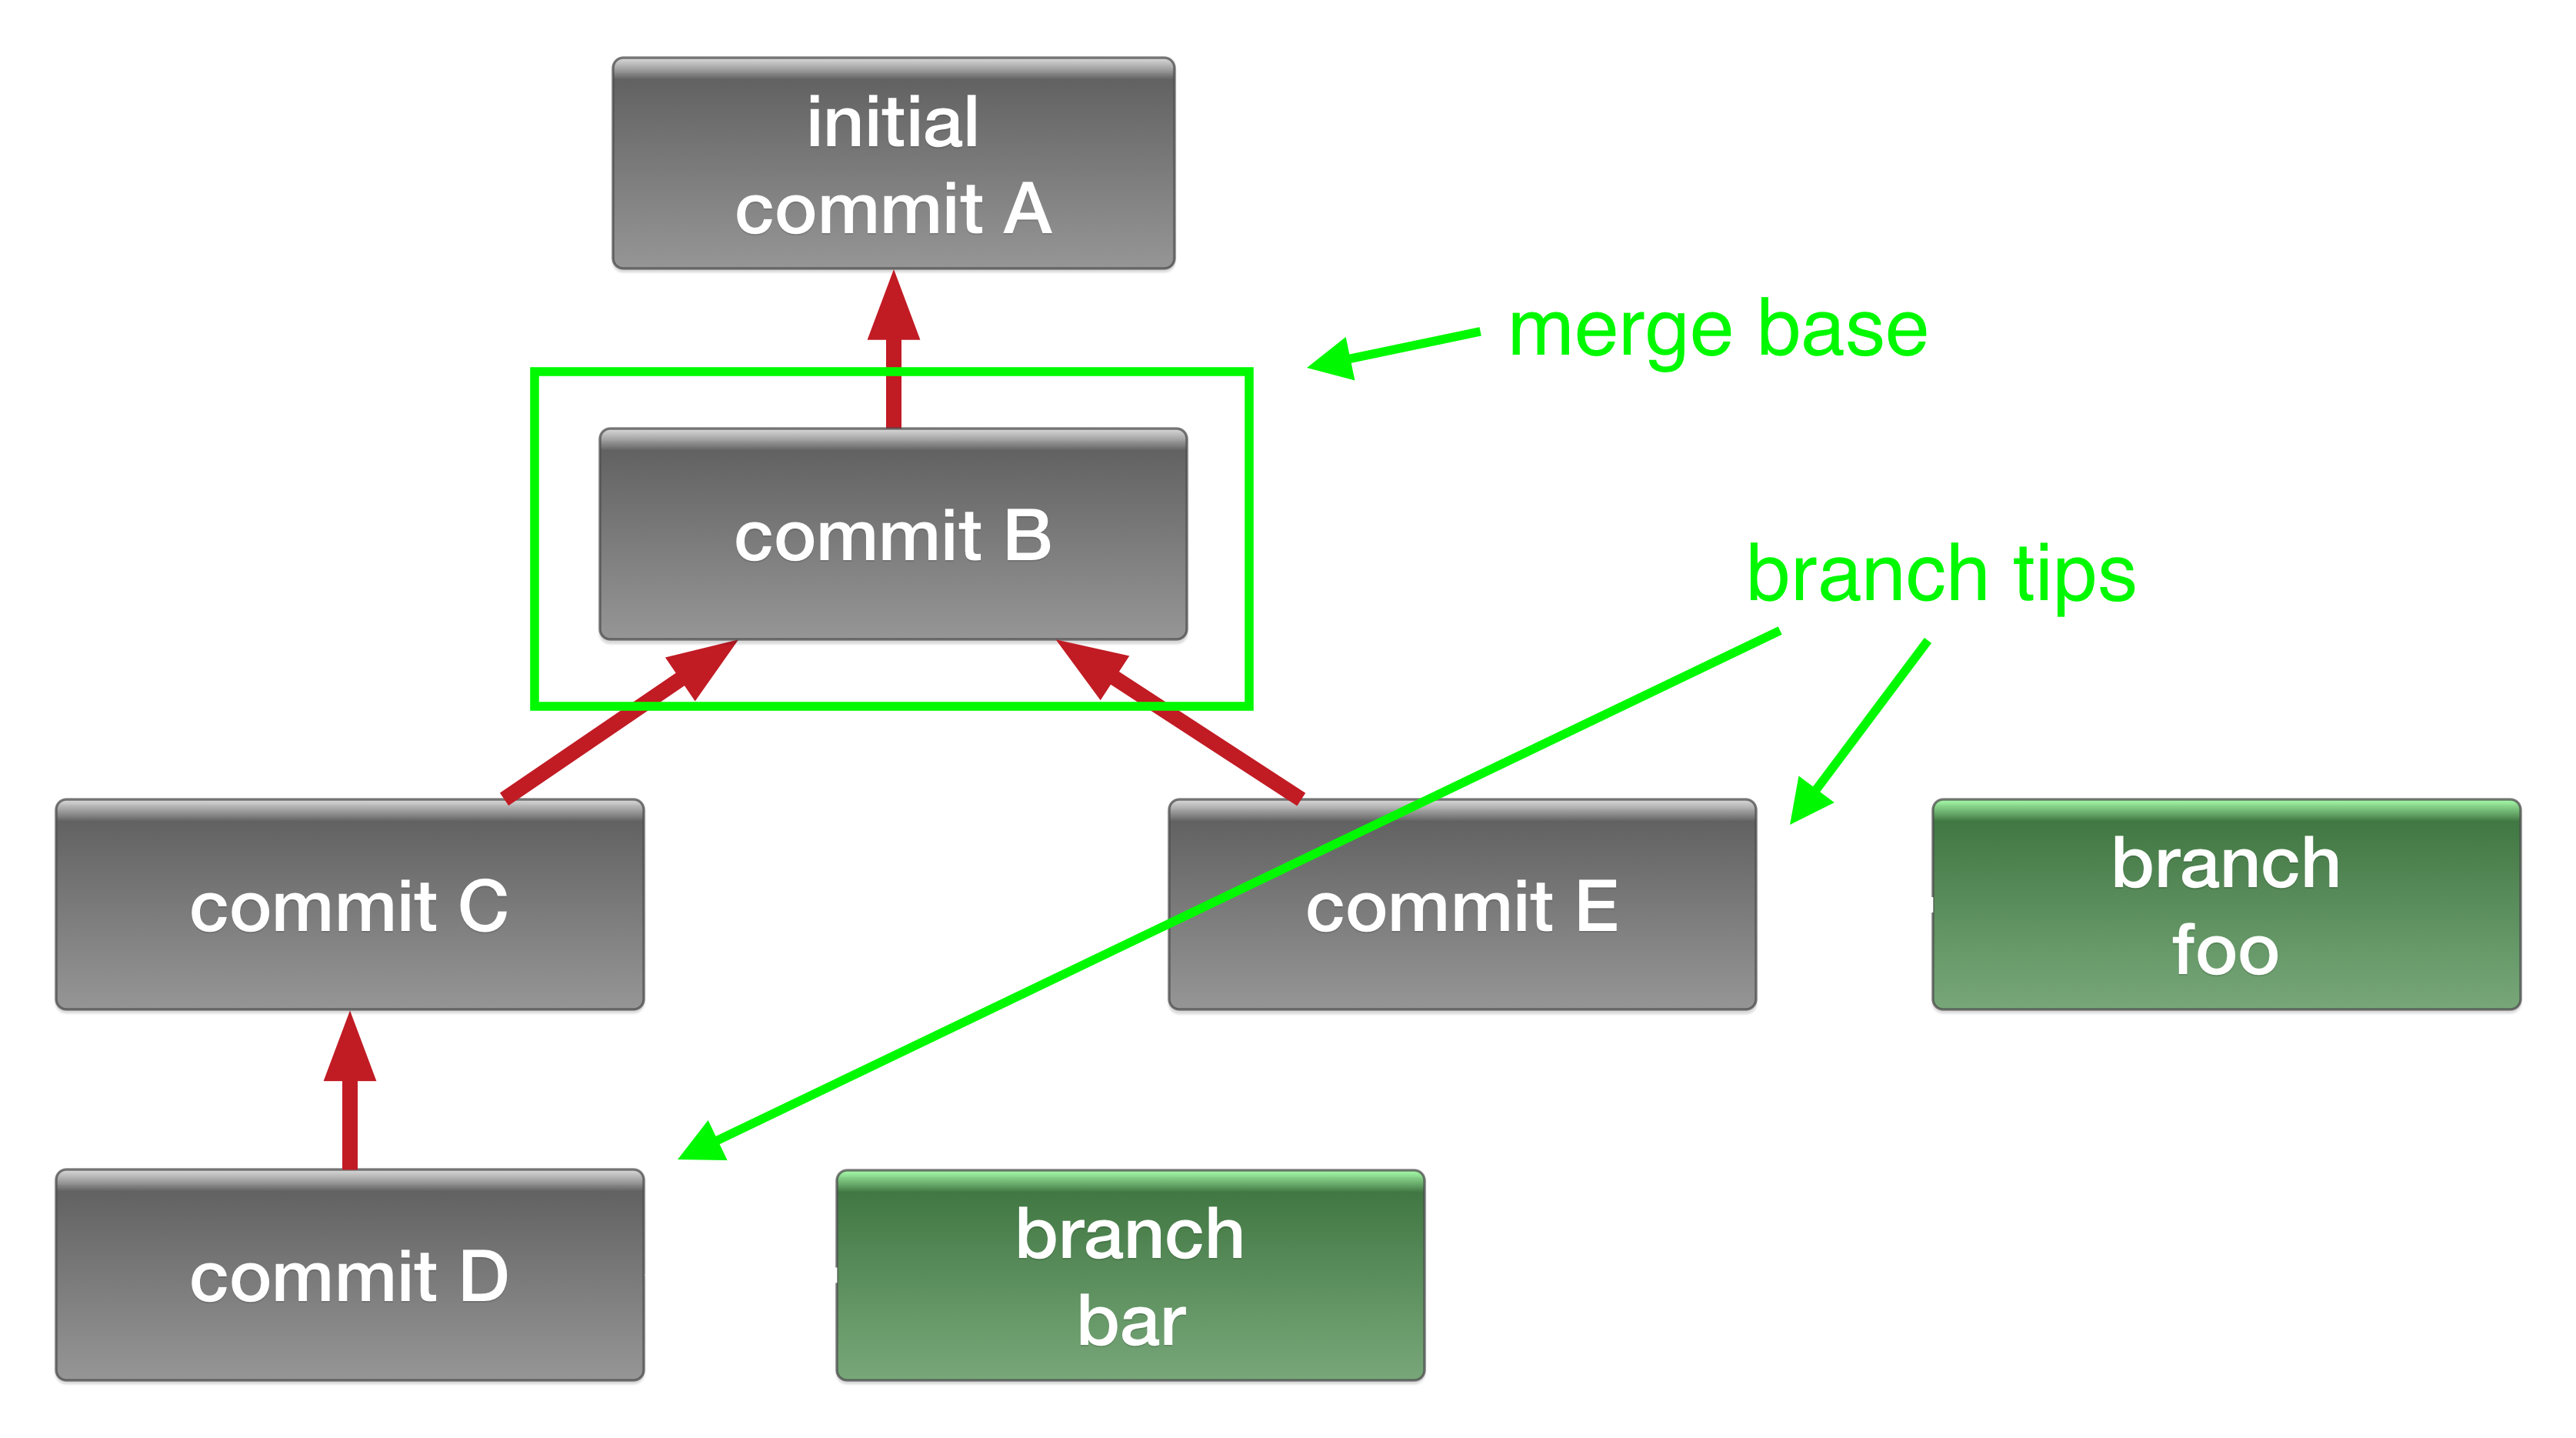 initial
commit A
merge base
commit B
branch tips
commit C
commit E
branch
foo
commit D
branch
bar